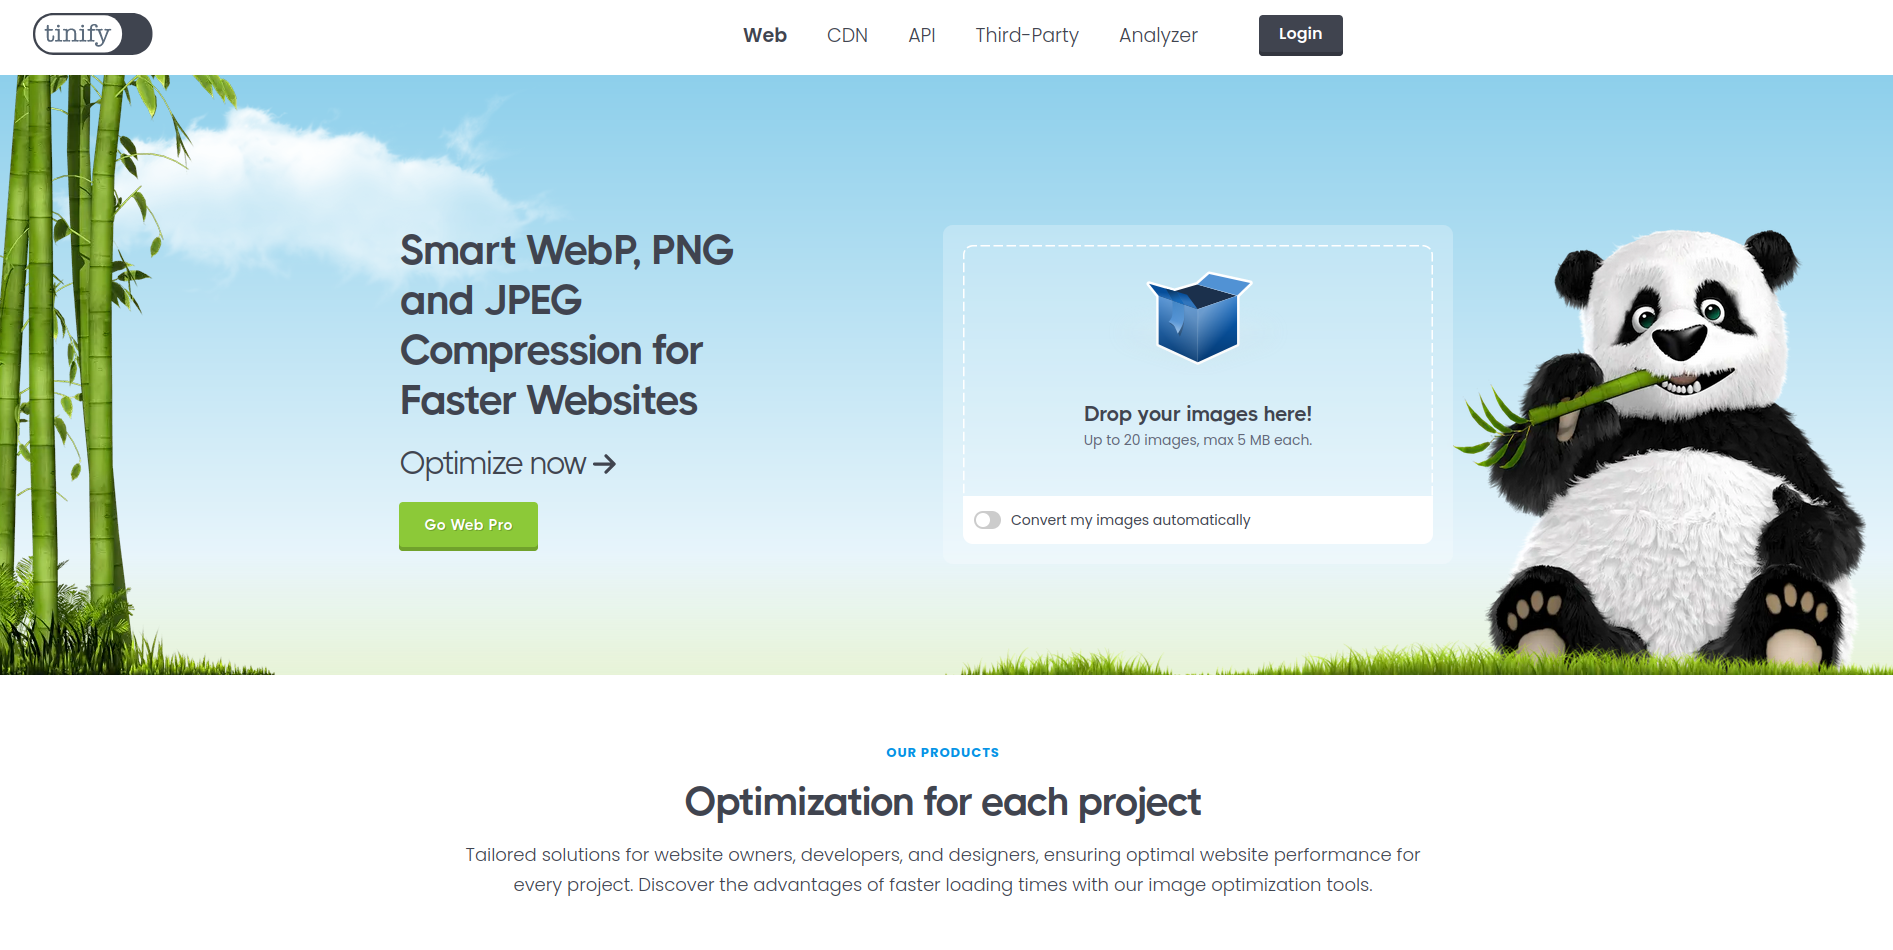 tinify
Web CDN API Third-Party Analyzer Login
Smart WebP, PNG
and JPEG
Compression for
Faster Websites
Optimize now →
Go Web Pro
Drop your images here!
Up to 20 images, max 5 MB each.
Convert my images automatically
OUR PRODUCTS
Optimization for each project
Tailored solutions for website owners, developers, and designers, ensuring optimal website performance for
every project. Discover the advantages of faster loading times with our image optimization tools.